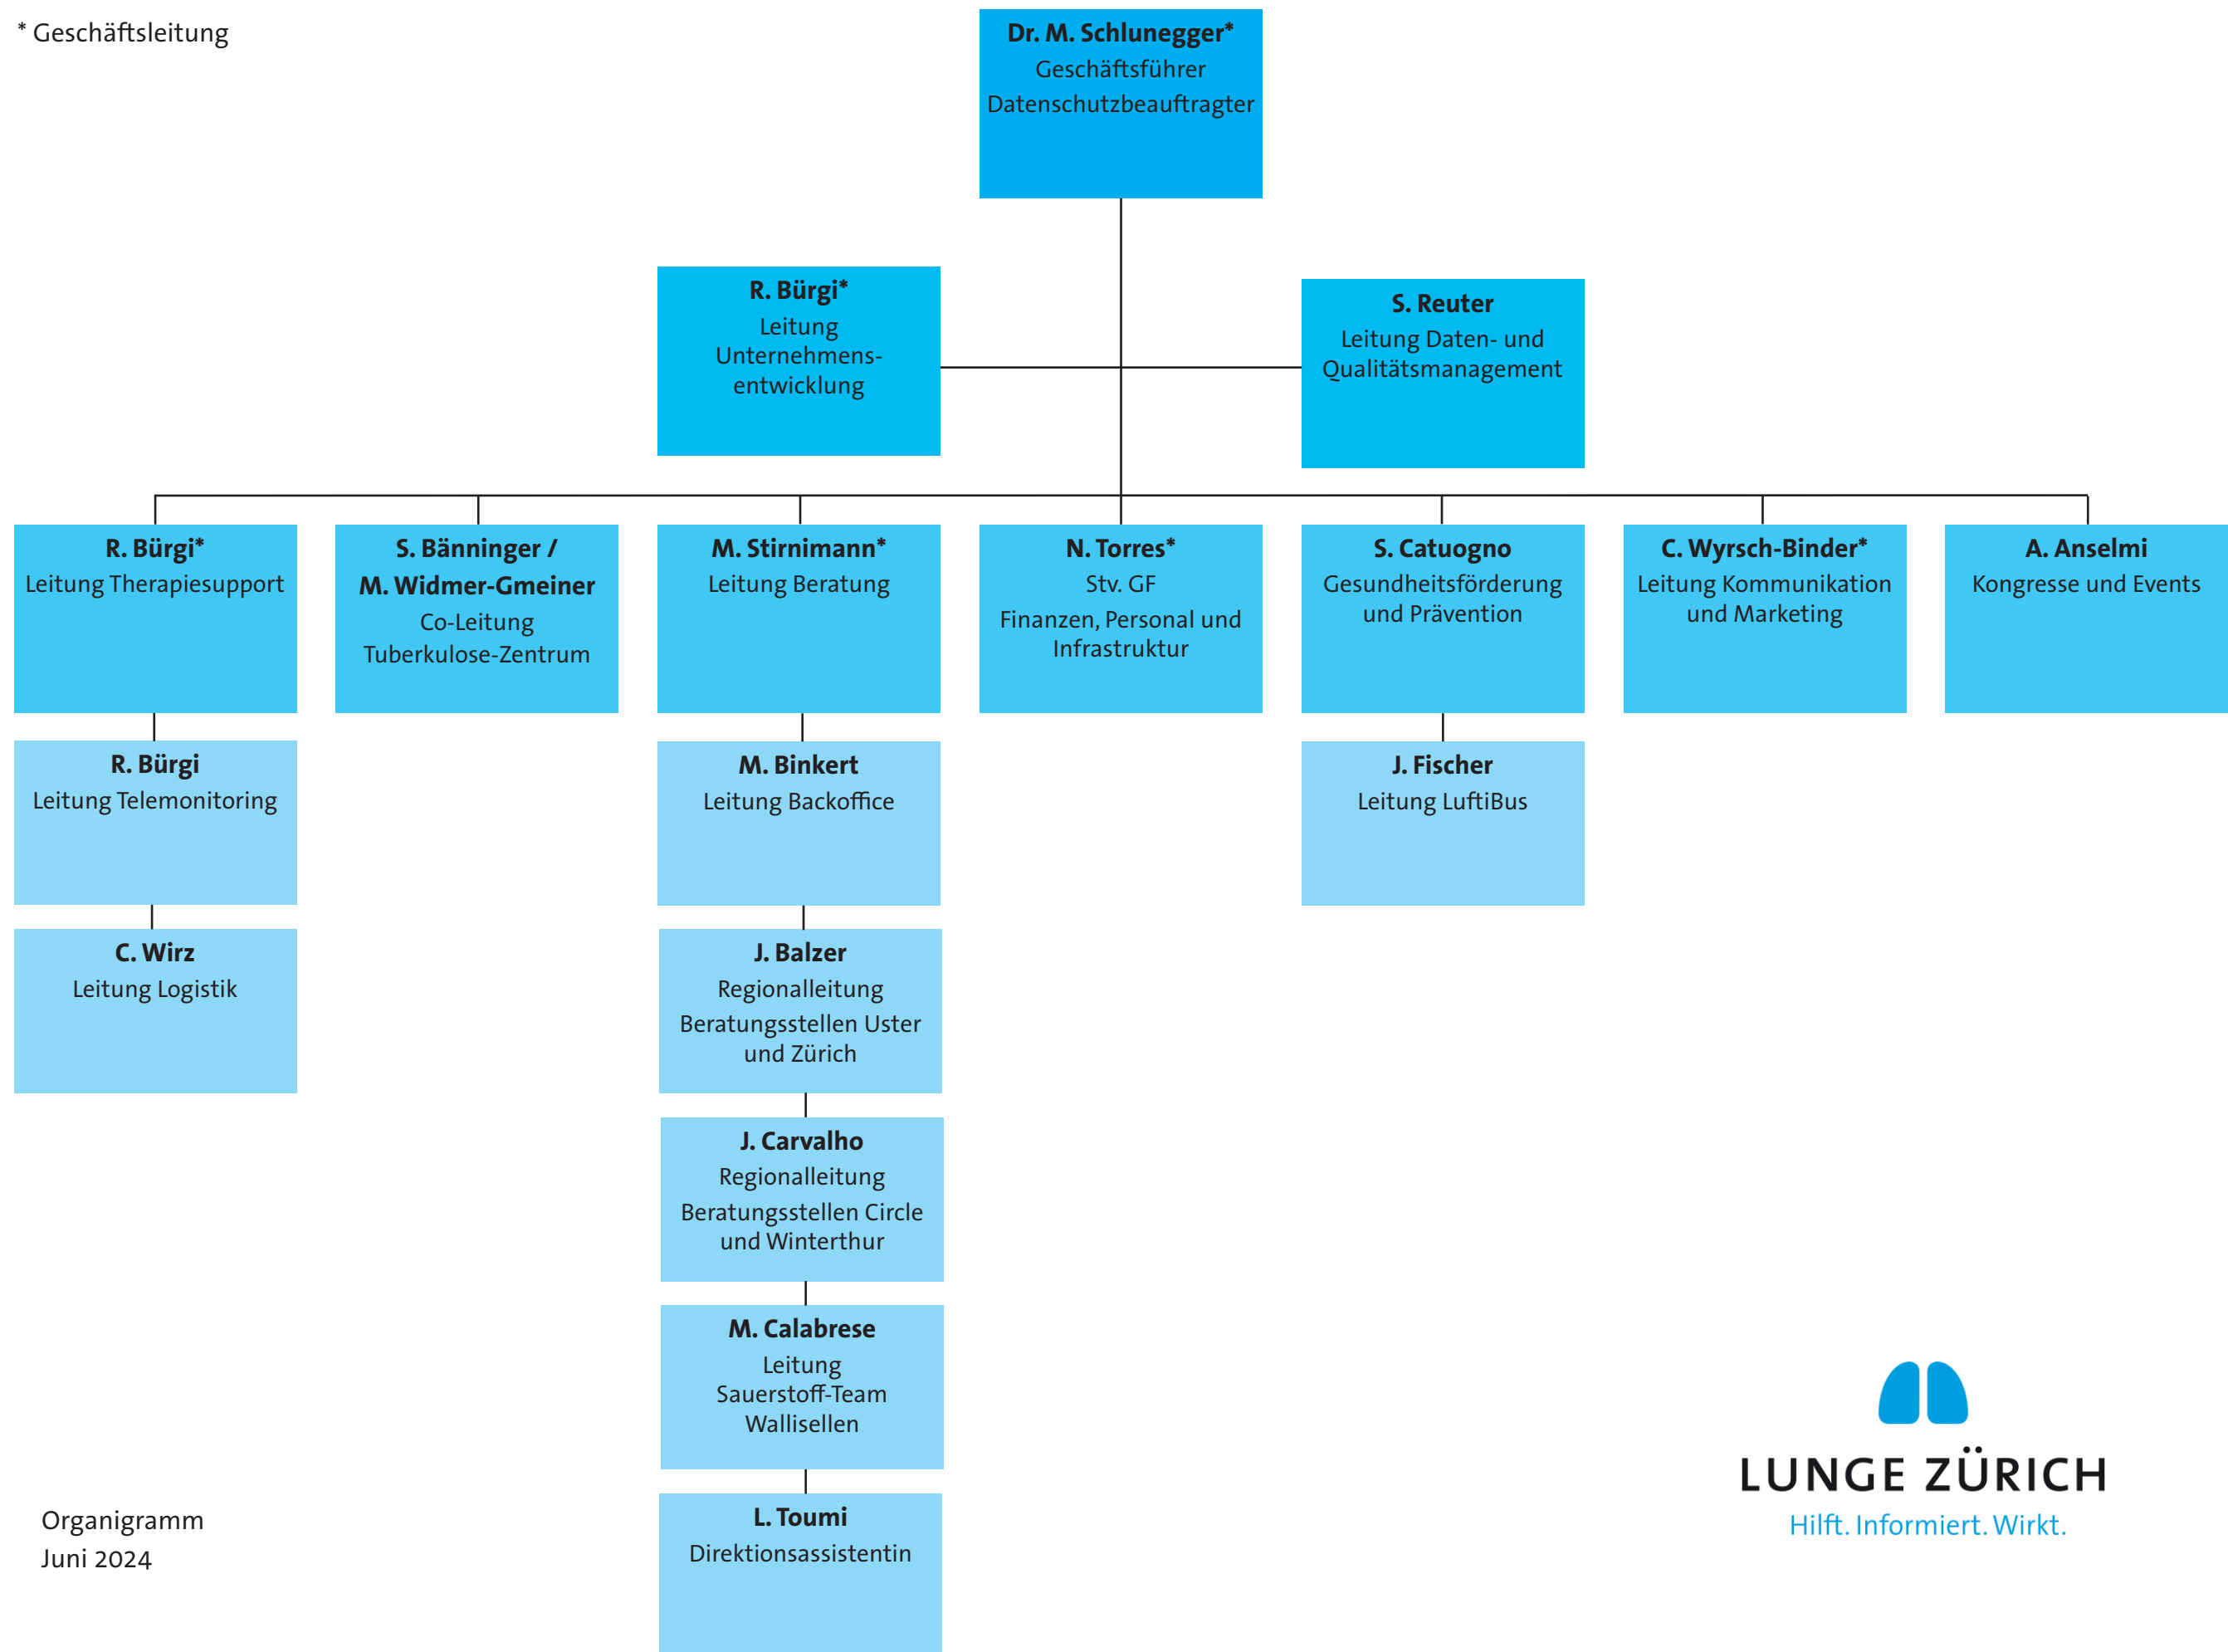 * Geschäftsleitung
Dr. M. Schlunegger*
Geschäftsführer
Datenschutzbeauftragter
R. Bürgi*
Leitung
Unternehmens-
entwicklung
S. Reuter
Leitung Daten- und
Qualitätsmanagement
R. Bürgi*
Leitung Therapiesupport
S. Bänninger /
M. Widmer-Gmeiner
Co-Leitung
Tuberkulose-Zentrum
M. Stirnimann*
Leitung Beratung
N. Torres*
Stv. GF
Finanzen, Personal und
Infrastruktur
S. Catuogno
Gesundheitsförderung
und Prävention
C. Wyrsch-Binder*
Leitung Kommunikation
und Marketing
A. Anselmi
Kongresse und Events
R. Bürgi
Leitung Telemonitoring
M. Binkert
Leitung Backoffice
J. Fischer
Leitung LuftiBus
C. Wirz
Leitung Logistik
J. Balzer
Regionalleitung
Beratungsstellen Uster
und Zürich
J. Carvalho
Regionalleitung
Beratungsstellen Circle
und Winterthur
M. Calabrese
Leitung
Sauerstoff-Team
Wallisellen
L. Toumi
Direktionsassistentin
Organigramm
Juni 2024
LUNGE ZÜRICH
Hilft. Informiert. Wirkt.